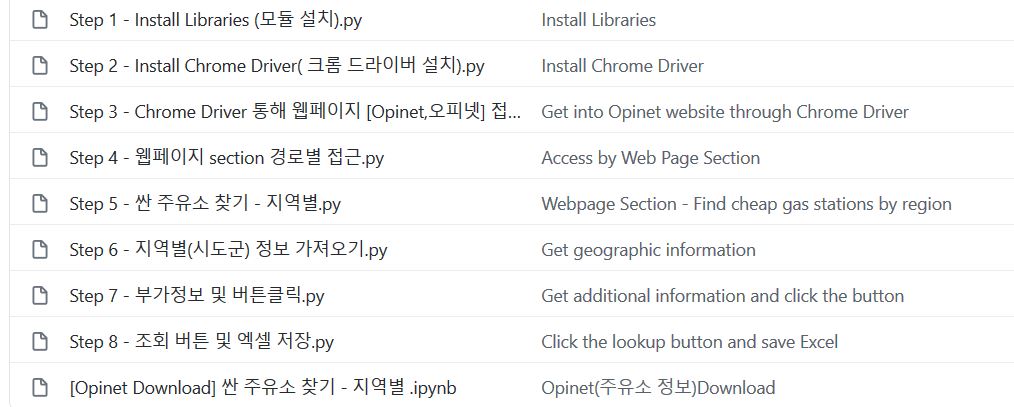 Step 1 - Install Libraries (모듈 설치).py Install Libraries
Step 2 - Install Chrome Driver( 크롬 드라이버 설치).py Install Chrome Driver
Step 3 - Chrome Driver 통해 웹페이지 [Opinet,오피넷] 접... Get into Opinet website through Chrome Driver
Step 4 - 웹페이지 section 경로별 접근.py Access by Web Page Section
Step 5 - 싼 주유소 찾기 - 지역별.py Webpage Section - Find cheap gas stations by region
Step 6 - 지역별(시도군) 정보 가져오기.py Get geographic information
Step 7 - 부가정보 및 버튼클릭.py Get additional information and click the button
Step 8 - 조회 버튼 및 엑셀 저장.py Click the lookup button and save Excel
[Opinet Download] 싼 주유소 찾기 - 지역별 .ipynb Opinet(주유소 정보)Download